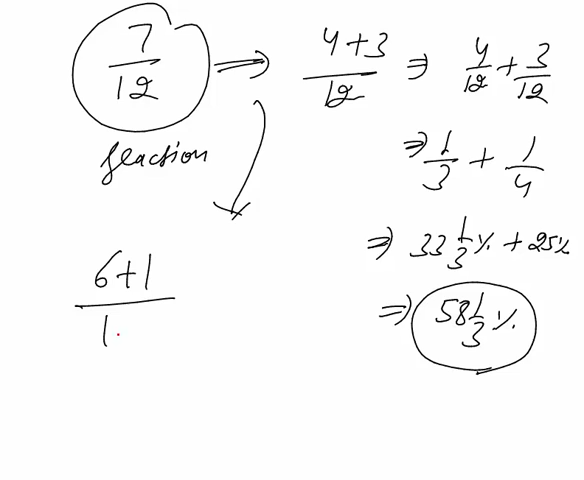 7/12 ⇒ (4+3)/12 ⇒ 4/12 + 3/12
fraction
⇒ 1/3 + 1/4
⇒ 33 1/3 % + 25%
⇒ 58 1/3 %
(6+1)/1